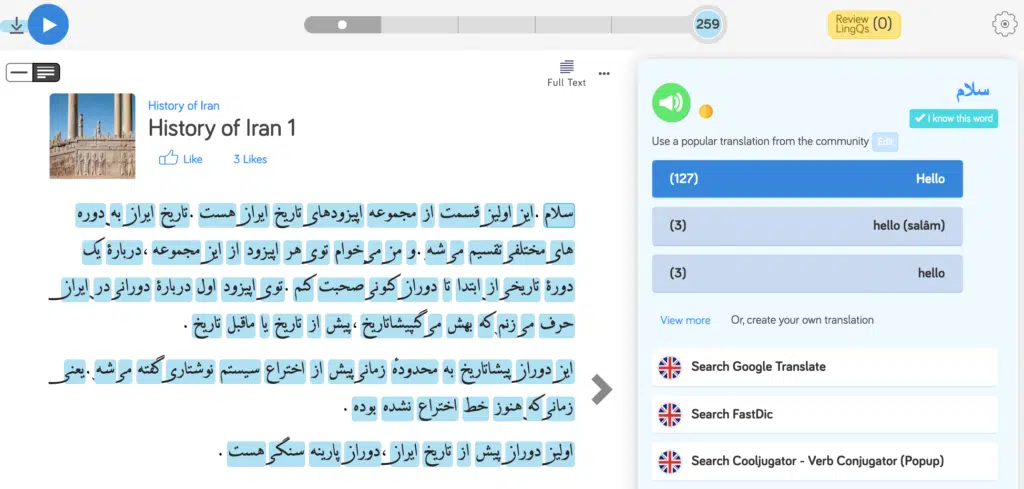 259
Review
LingQs (0)
Full Text
History of Iran
History of Iran 1
Like 3 Likes
سلام .این اولین قسمت از مجموعه اپیزودهای تاریخ ایران هست .تاریخ ایران به دوره
های مختلفی تقسیم می شه .و من می خوام توی هر اپیزود از این مجموعه ،دربارهٔ یک
دورهٔ تاریخی از ابتدا تا دوران کنونی صحبت کنم .توی اپیزود اول دربارهٔ دورانی در ایران
حرف می زنم که بهش می گن پیشاتاریخ ،پیش از تاریخ یا ماقبل تاریخ .
این دوران پیشاتاریخ به محدودهٔ زمانی پیش از اختراع سیستم نوشتاری گفته می شه .یعنی
زمانی که هنوز خط اختراع نشده بوده .
اولین دوران پیش از تاریخ ایران ،دوران پارینه سنگی هست .
سلام
I know this word
Use a popular translation from the community Edit
(127) Hello
(3) hello (salâm)
(3) hello
View more Or, create your own translation
Search Google Translate
Search FastDic
Search Cooljugator - Verb Conjugator (Popup)